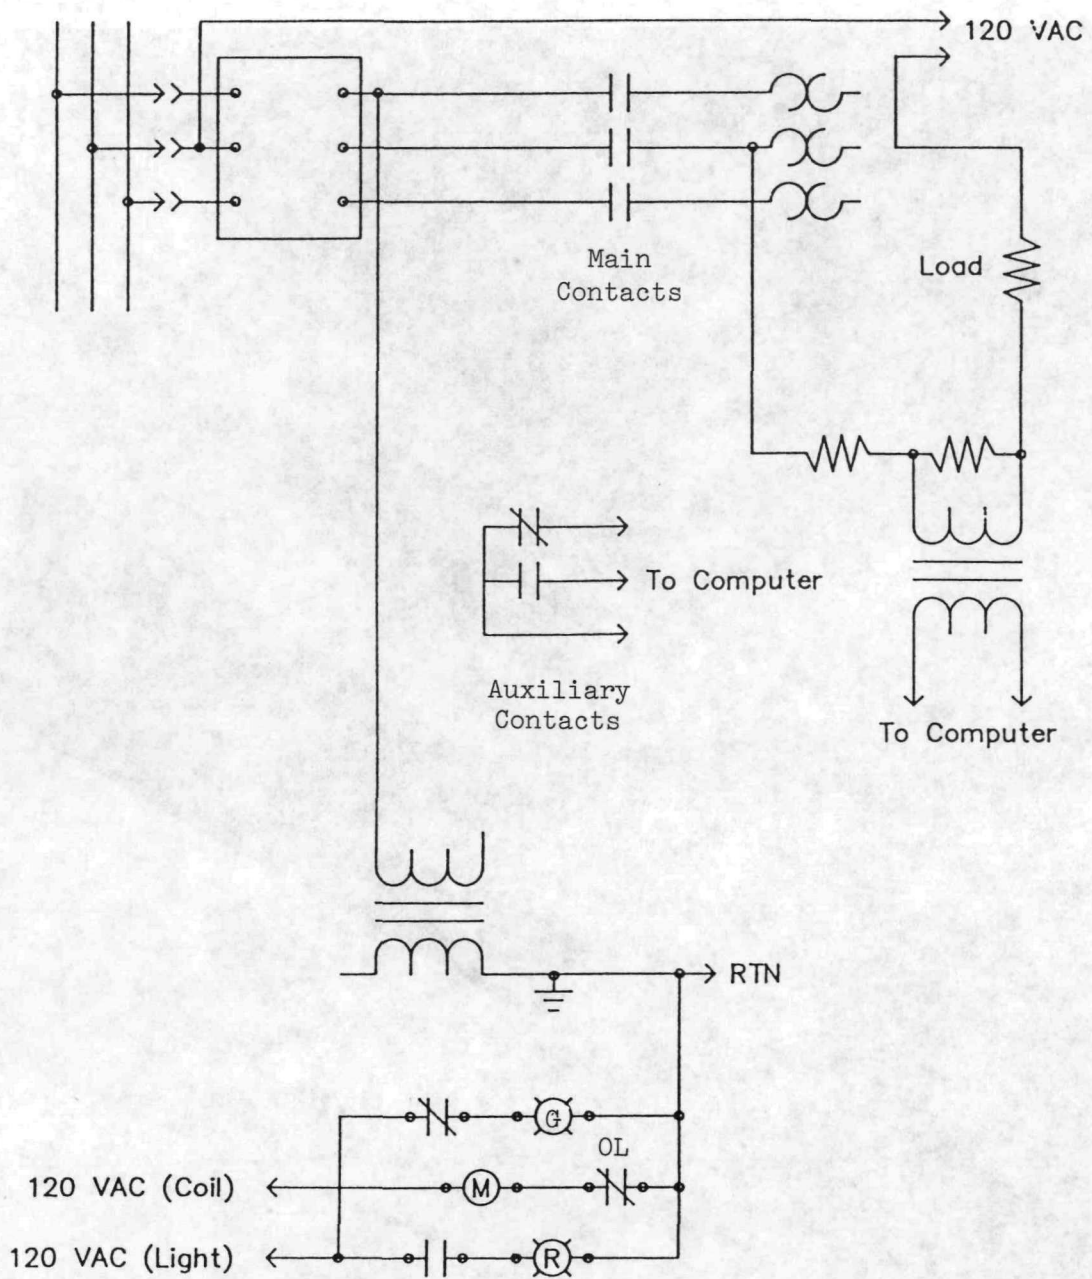 120 VAC
Main
Contacts
Load
To Computer
Auxiliary
Contacts
To Computer
RTN
G
OL
120 VAC (Coil)
M
120 VAC (Light)
R